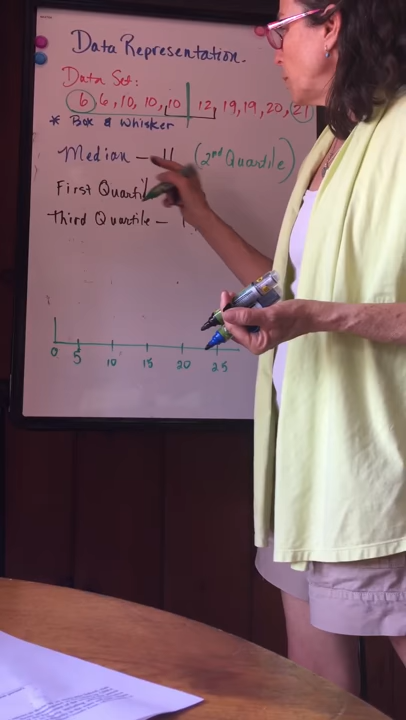 Data Representation.
Data Set:
6, 6, 10, 10, 10 12, 19, 19, 20, 21
* Box & Whisker
Median — 11 (2nd Quartile)
First Quartil
Third Quartile —
0 5 10 15 20 25